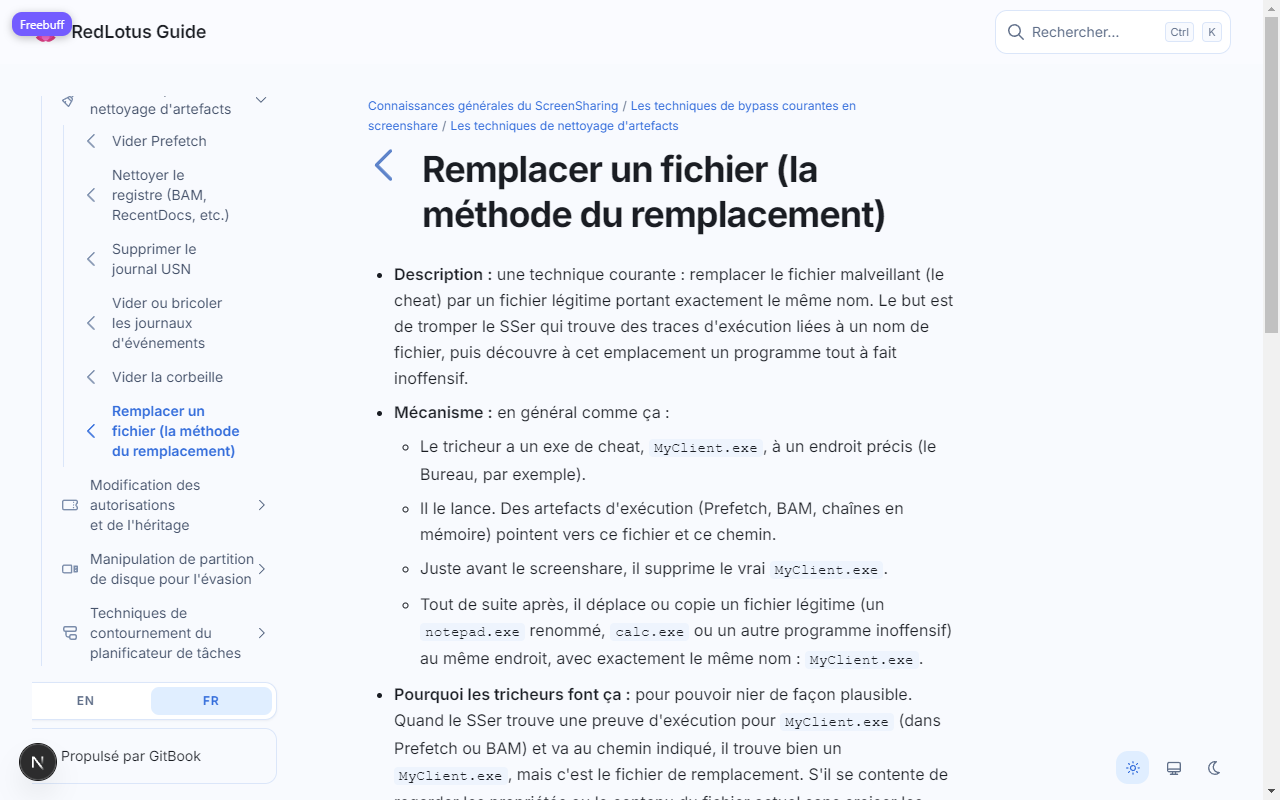 Freebuff
RedLotus Guide
Rechercher...
Ctrl
K
nettoyage d'artefacts
Vider Prefetch
Nettoyer le
registre (BAM,
RecentDocs, etc.)
Supprimer le
journal USN
Vider ou bricoler
les journaux
d'événements
Vider la corbeille
Remplacer un
fichier (la méthode
du remplacement)
Modification des
autorisations
et de l'héritage
Manipulation de partition
de disque pour l'évasion
Techniques de
contournement du
planificateur de tâches
EN
FR
Propulsé par GitBook
N
Connaissances générales du ScreenSharing / Les techniques de bypass courantes en
screenshare / Les techniques de nettoyage d'artefacts
Remplacer un fichier (la
méthode du remplacement)
Description : une technique courante : remplacer le fichier malveillant (le
cheat) par un fichier légitime portant exactement le même nom. Le but est
de tromper le SSer qui trouve des traces d'exécution liées à un nom de
fichier, puis découvre à cet emplacement un programme tout à fait
inoffensif.
Mécanisme : en général comme ça :
Le tricheur a un exe de cheat, MyClient.exe, à un endroit précis (le
Bureau, par exemple).
Il le lance. Des artefacts d'exécution (Prefetch, BAM, chaînes en
mémoire) pointent vers ce fichier et ce chemin.
Juste avant le screenshare, il supprime le vrai MyClient.exe.
Tout de suite après, il déplace ou copie un fichier légitime (un
notepad.exe renommé, calc.exe ou un autre programme inoffensif)
au même endroit, avec exactement le même nom : MyClient.exe.
Pourquoi les tricheurs font ça : pour pouvoir nier de façon plausible.
Quand le SSer trouve une preuve d'exécution pour MyClient.exe (dans
Prefetch ou BAM) et va au chemin indiqué, il trouve bien un
MyClient.exe, mais c'est le fichier de remplacement. S'il se contente de